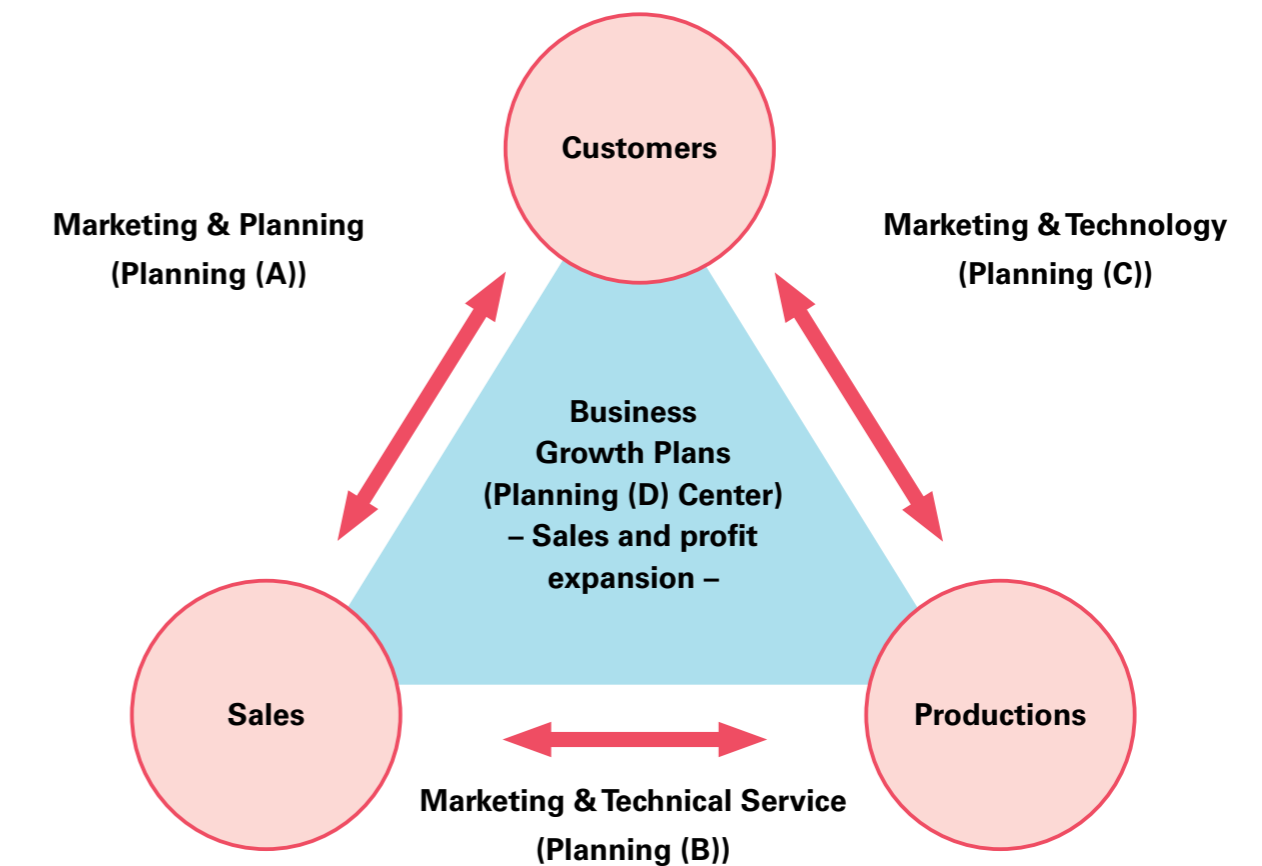 Customers
Marketing & Planning
(Planning (A))
Marketing & Technology
(Planning (C))
Business
Growth Plans
(Planning (D) Center)
– Sales and profit
expansion –
Sales
Productions
Marketing & Technical Service
(Planning (B))